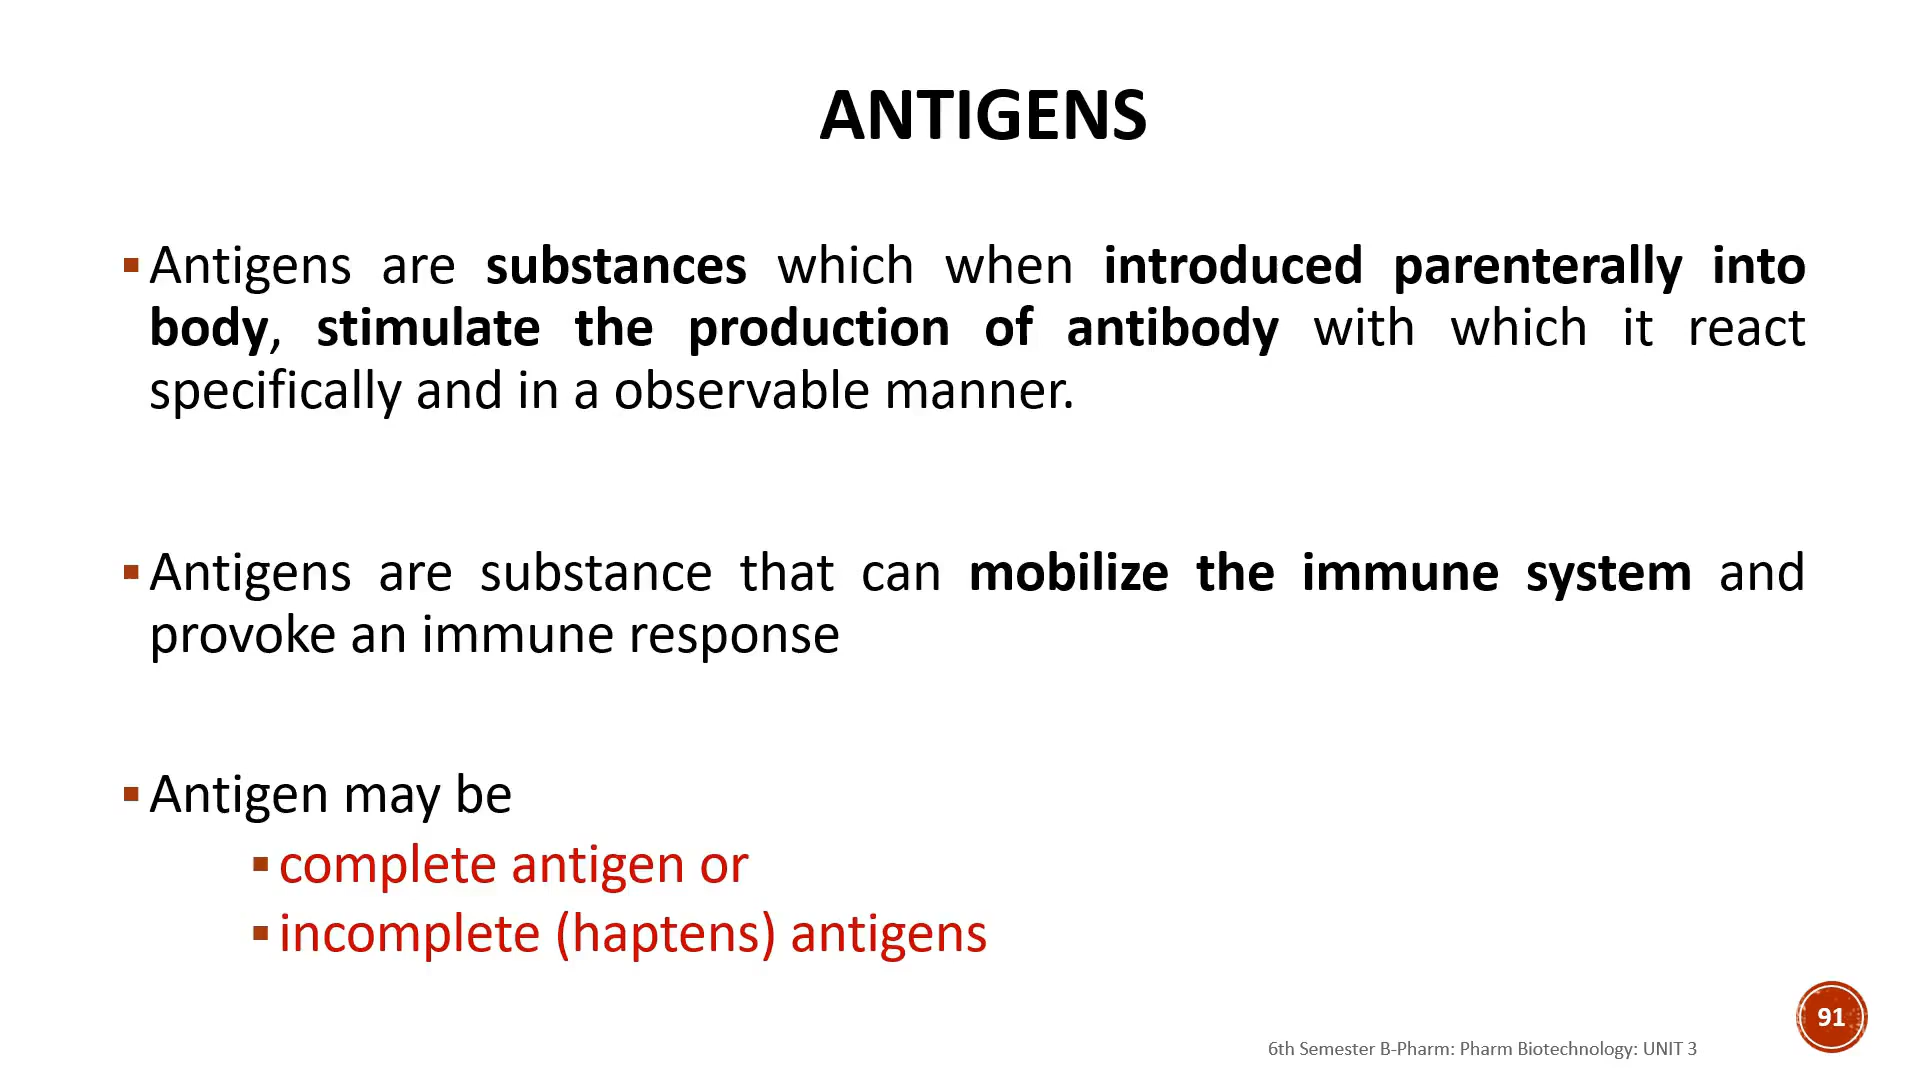 ANTIGENS
▪Antigens are substances which when introduced parenterally into
body, stimulate the production of antibody with which it react
specifically and in a observable manner.
▪Antigens are substance that can mobilize the immune system and
provoke an immune response
▪Antigen may be
▪complete antigen or
▪incomplete (haptens) antigens
91
6th Semester B-Pharm: Pharm Biotechnology: UNIT 3